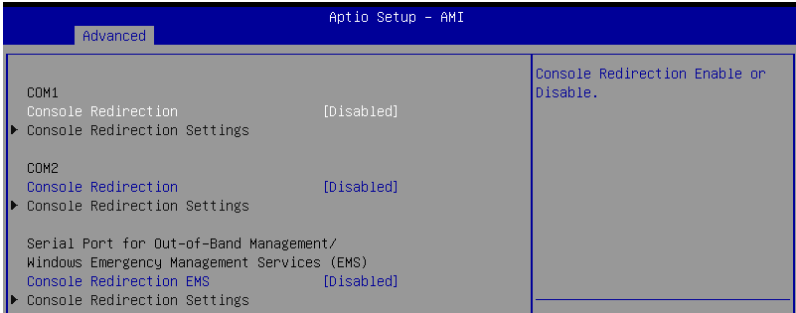 Aptio Setup – AMI
Advanced
COM1
Console Redirection [Disabled]
Console Redirection Settings
COM2
Console Redirection [Disabled]
Console Redirection Settings
Serial Port for Out-of-Band Management/
Windows Emergency Management Services (EMS)
Console Redirection EMS [Disabled]
Console Redirection Settings
Console Redirection Enable or
Disable.